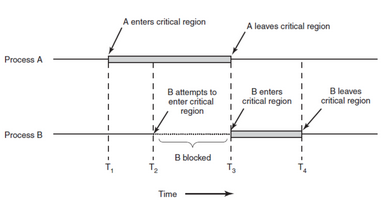 A enters critical region
A leaves critical region
Process A
B attempts to
enter critical
region
B enters
critical region
B leaves
critical region
Process B
B blocked
T1
T2
T3
T4
Time